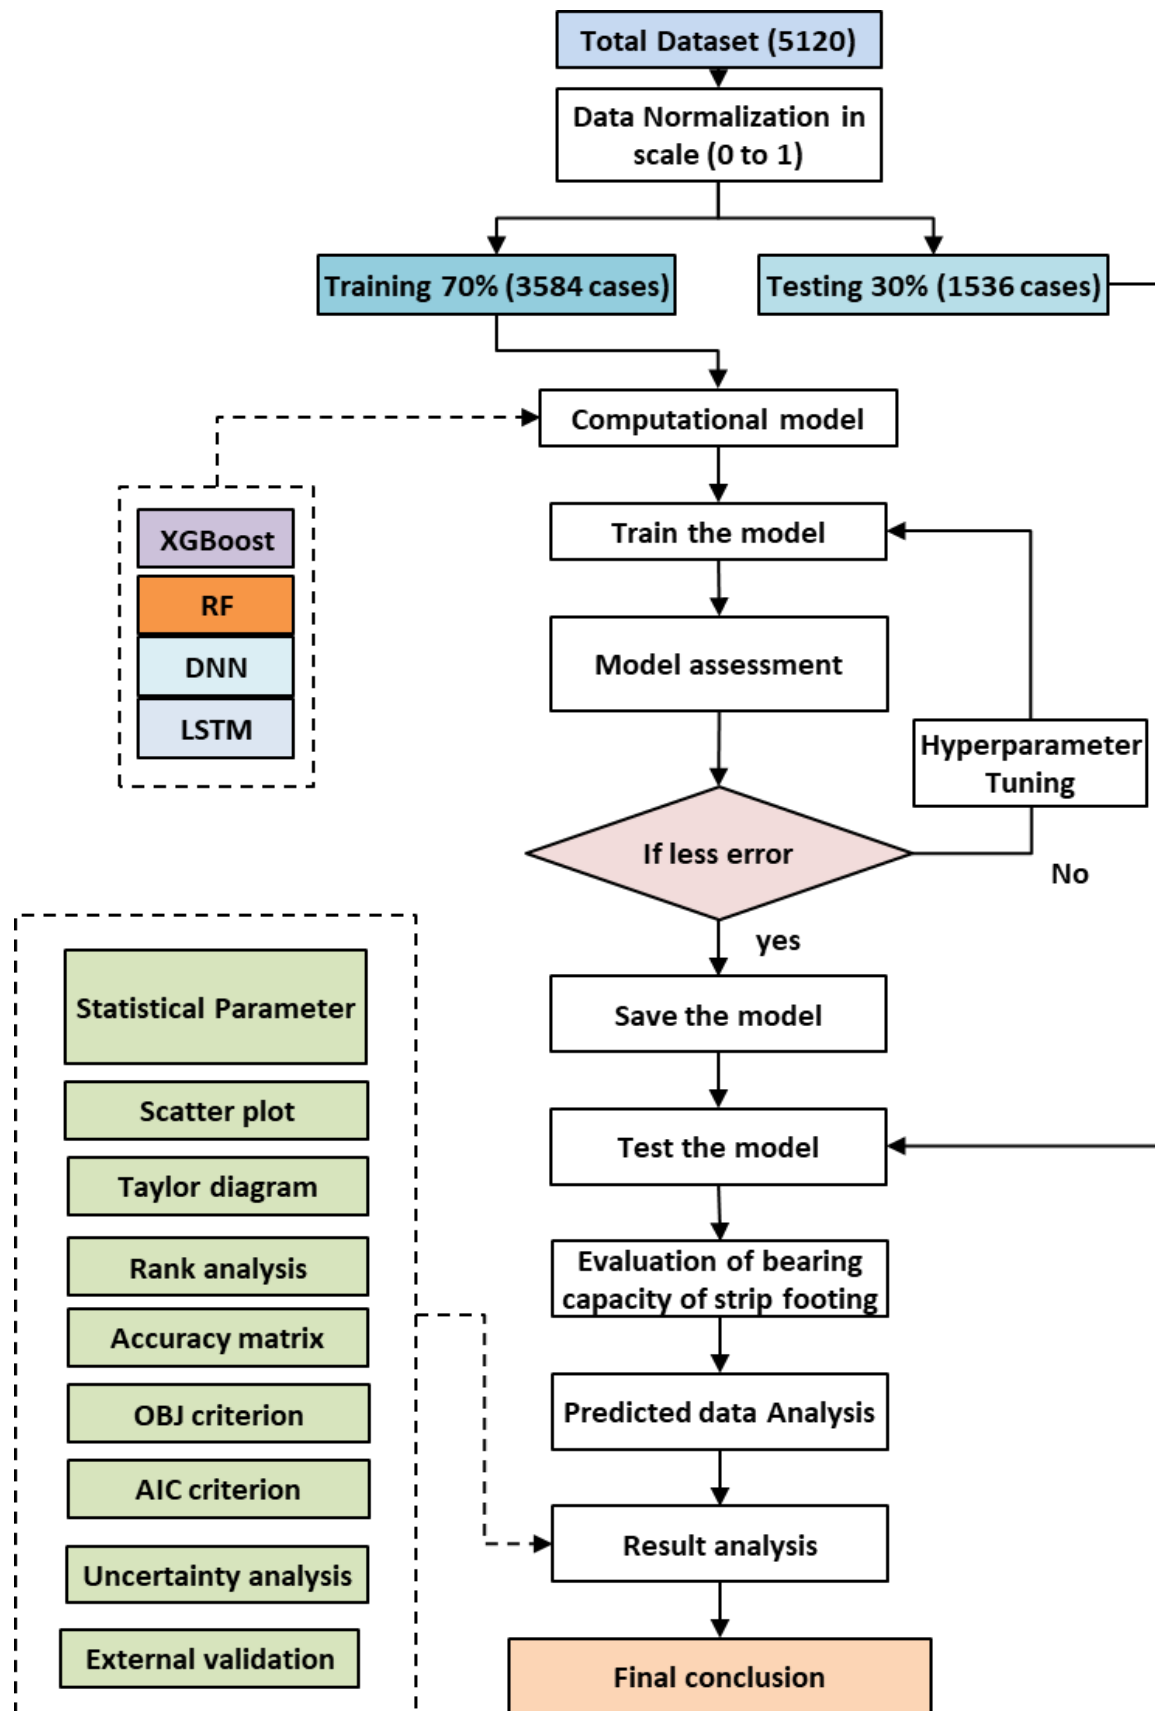 Total Dataset (5120)
Data Normalization in
scale (0 to 1)
Training 70% (3584 cases)
Testing 30% (1536 cases)
Computational model
XGBoost
RF
DNN
LSTM
Train the model
Model assessment
Hyperparameter
Tuning
If less error
No
yes
Save the model
Test the model
Evaluation of bearing
capacity of strip footing
Predicted data Analysis
Result analysis
Final conclusion
Statistical Parameter
Scatter plot
Taylor diagram
Rank analysis
Accuracy matrix
OBJ criterion
AIC criterion
Uncertainty analysis
External validation